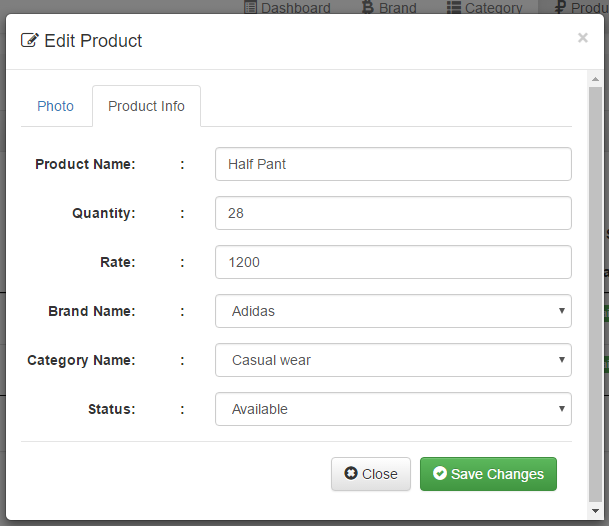 Dashboard Brand Category Produ
Edit Product ×
Photo Product Info
Product Name: : Half Pant
Quantity: : 28
Rate: : 1200
Brand Name: : Adidas
Category Name: : Casual wear
Status: : Available
Close Save Changes